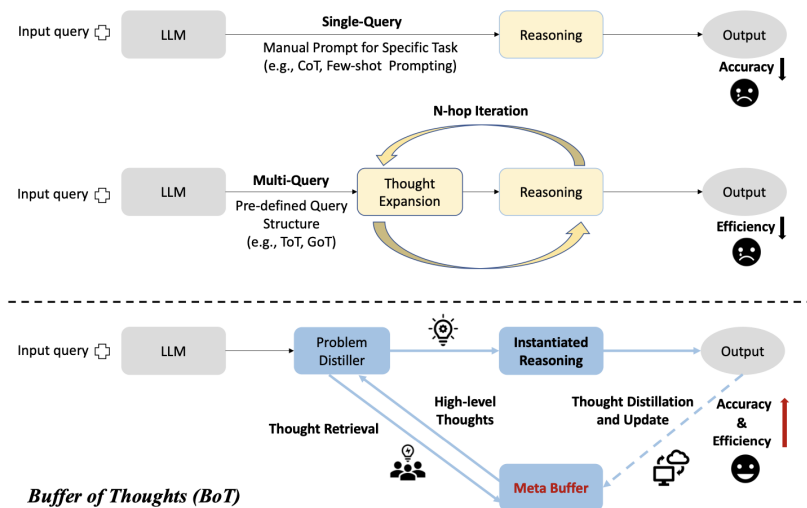 Single-Query
Input query
LLM
Reasoning
Output
Manual Prompt for Specific Task
(e.g., CoT, Few-shot Prompting)
Accuracy
N-hop Iteration
Input query
LLM
Multi-Query
Thought
Expansion
Reasoning
Output
Pre-defined Query
Structure
(e.g., ToT, GoT)
Efficiency
Input query
LLM
Problem
Distiller
Instantiated
Reasoning
Output
Thought Retrieval
High-level
Thoughts
Thought Distillation
and Update
Accuracy
&
Efficiency
Meta Buffer
Buffer of Thoughts (BoT)